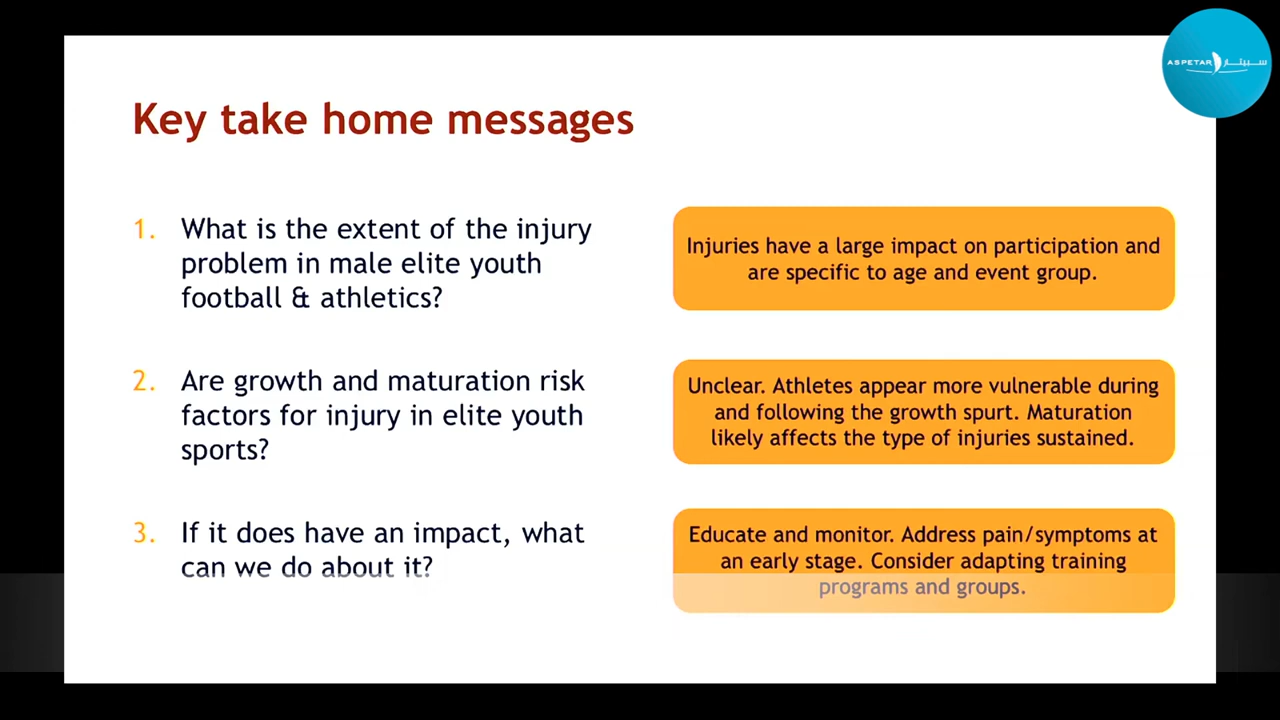 ASPETAR سبيتار
Key take home messages
1. What is the extent of the injury
problem in male elite youth
football & athletics?
Injuries have a large impact on participation and
are specific to age and event group.
2. Are growth and maturation risk
factors for injury in elite youth
sports?
Unclear. Athletes appear more vulnerable during
and following the growth spurt. Maturation
likely affects the type of injuries sustained.
3. If it does have an impact, what
can we do about it?
Educate and monitor. Address pain/symptoms at
an early stage. Consider adapting training
programs and groups.